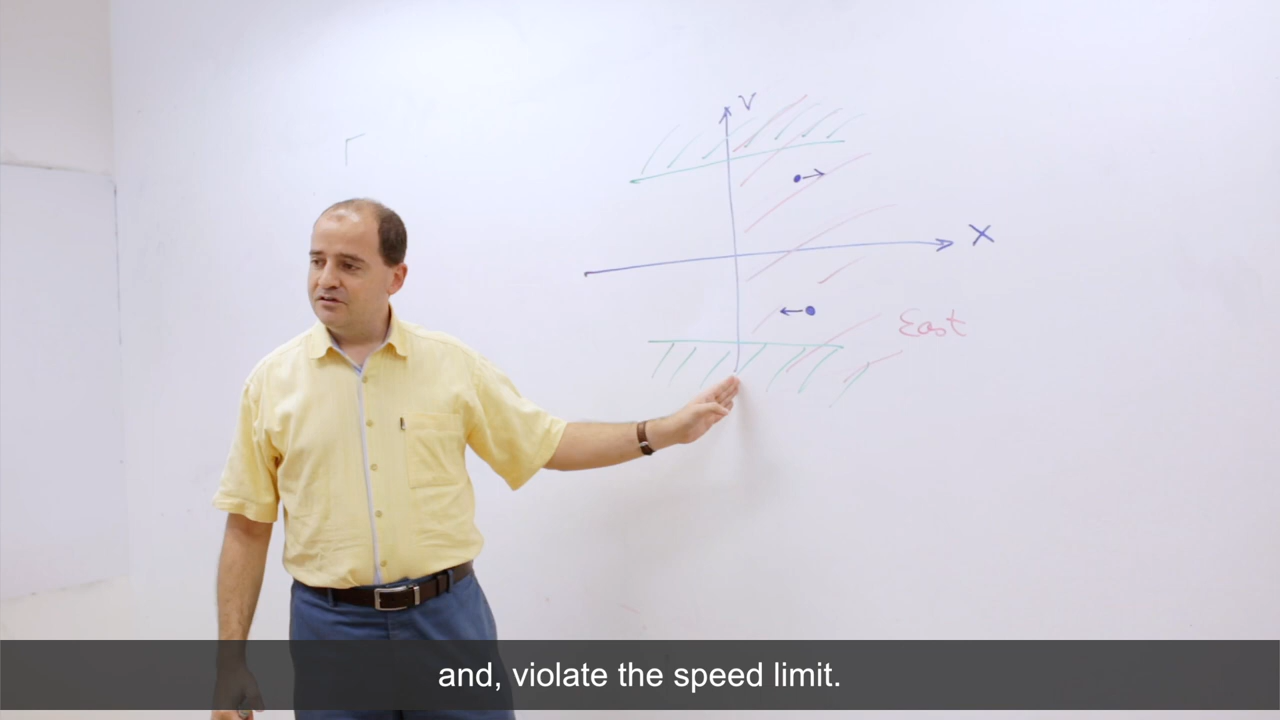 V
X
East
and, violate the speed limit.